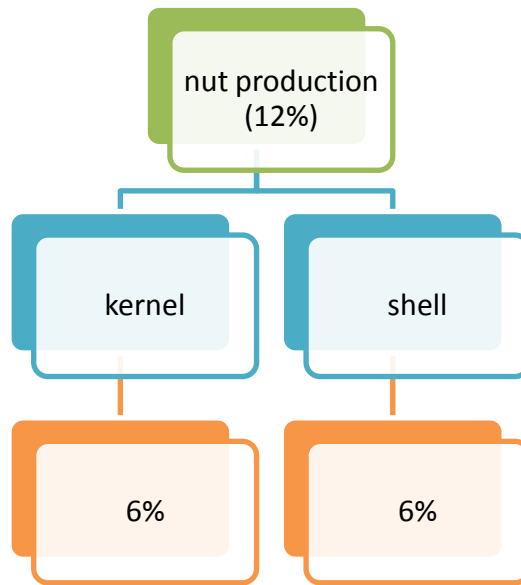 nut production
(12%)
kernel
shell
6%
6%